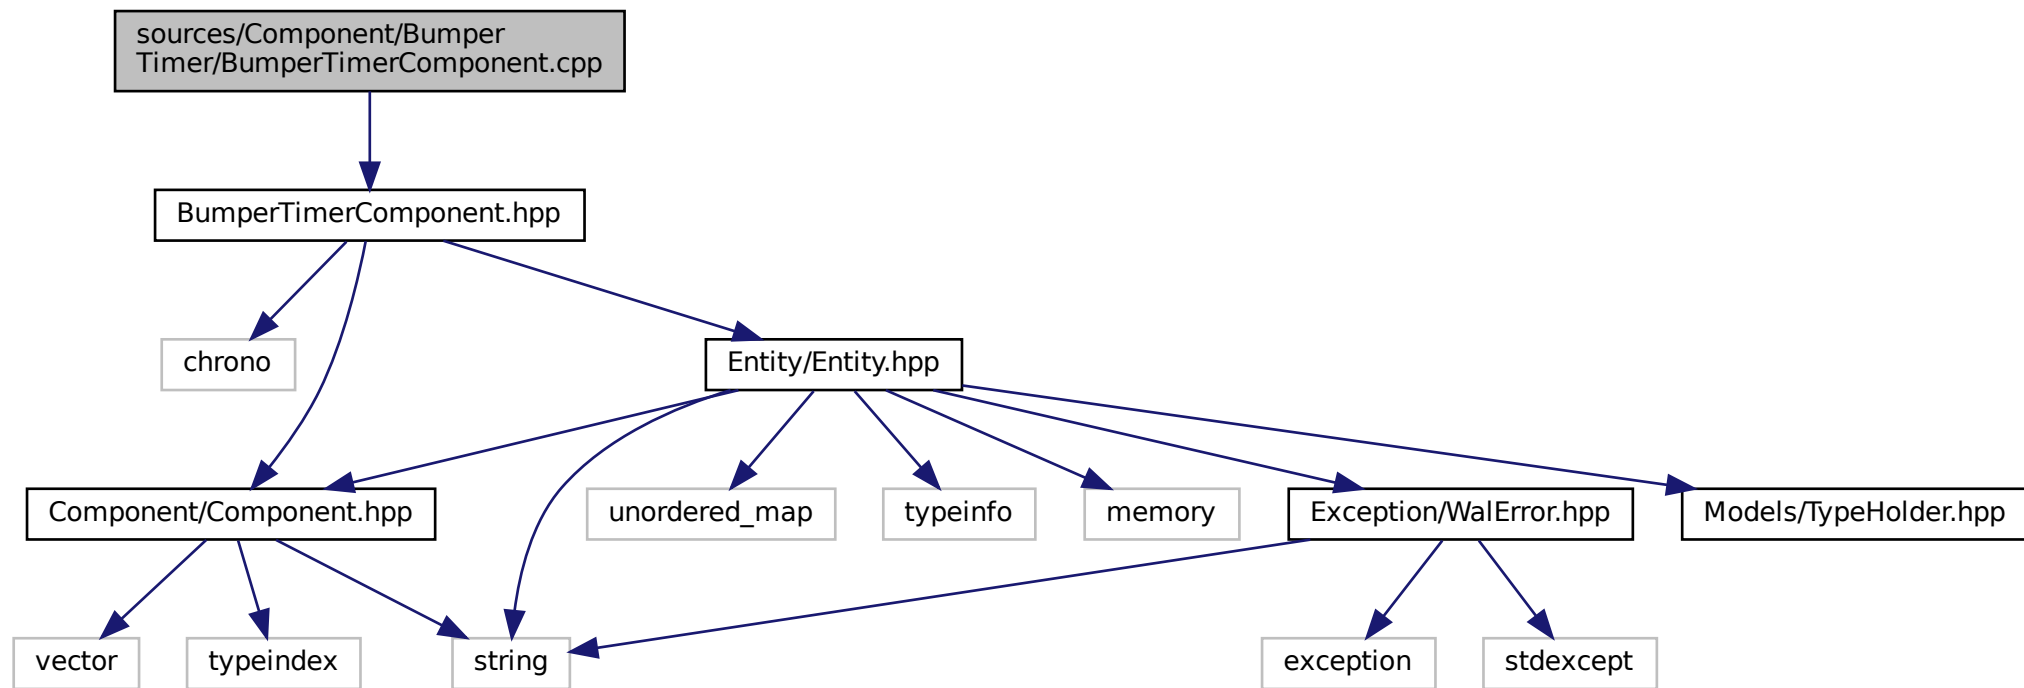 sources/Component/Bumper
Timer/BumperTimerComponent.cpp
BumperTimerComponent.hpp
chrono
Entity/Entity.hpp
Component/Component.hpp
unordered_map
typeinfo
memory
Exception/WalError.hpp
Models/TypeHolder.hpp
vector
typeindex
string
exception
stdexcept